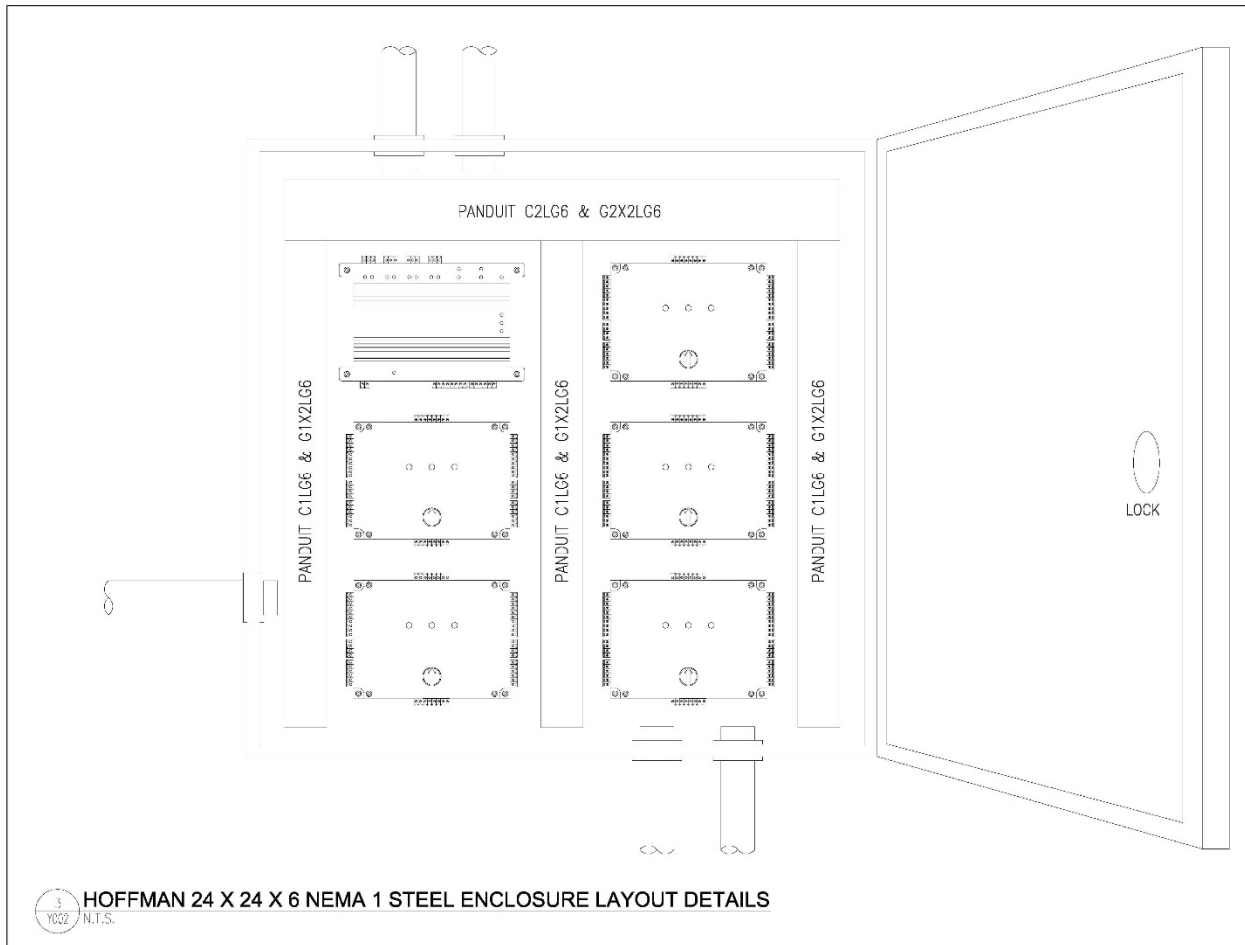 PANDUIT C2LG6 & G2X2LG6
PANDUIT C1LG6 & G1X2LG6
PANDUIT C1LG6 & G1X2LG6
PANDUIT C1LG6 & G1X2LG6
LOCK
3
YC02
HOFFMAN 24 X 24 X 6 NEMA 1 STEEL ENCLOSURE LAYOUT DETAILS
N.T.S.